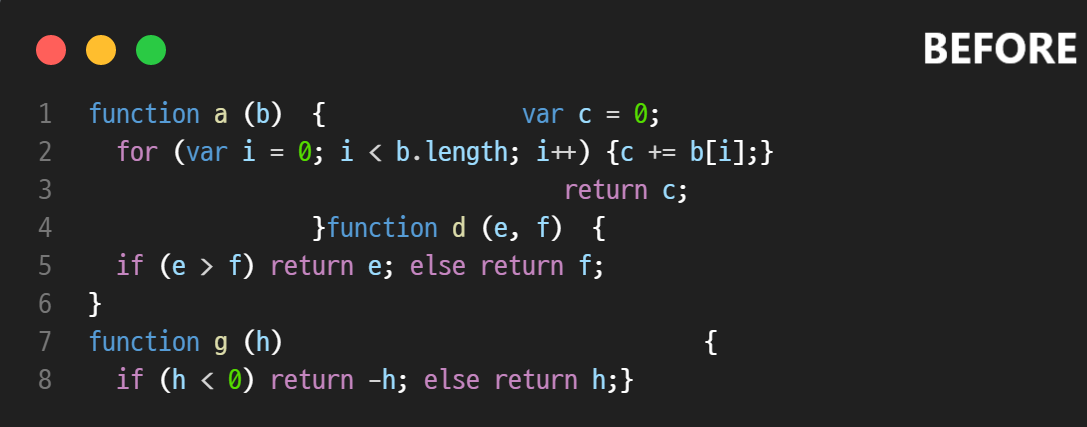 BEFORE
1 function a (b)  {              var c = 0;
2   for (var i = 0; i < b.length; i++) {c += b[i];}
3                                   return c;
4                 }function d (e, f)  {
5   if (e > f) return e; else return f;
6 }
7 function g (h)                              {
8   if (h < 0) return -h; else return h;}